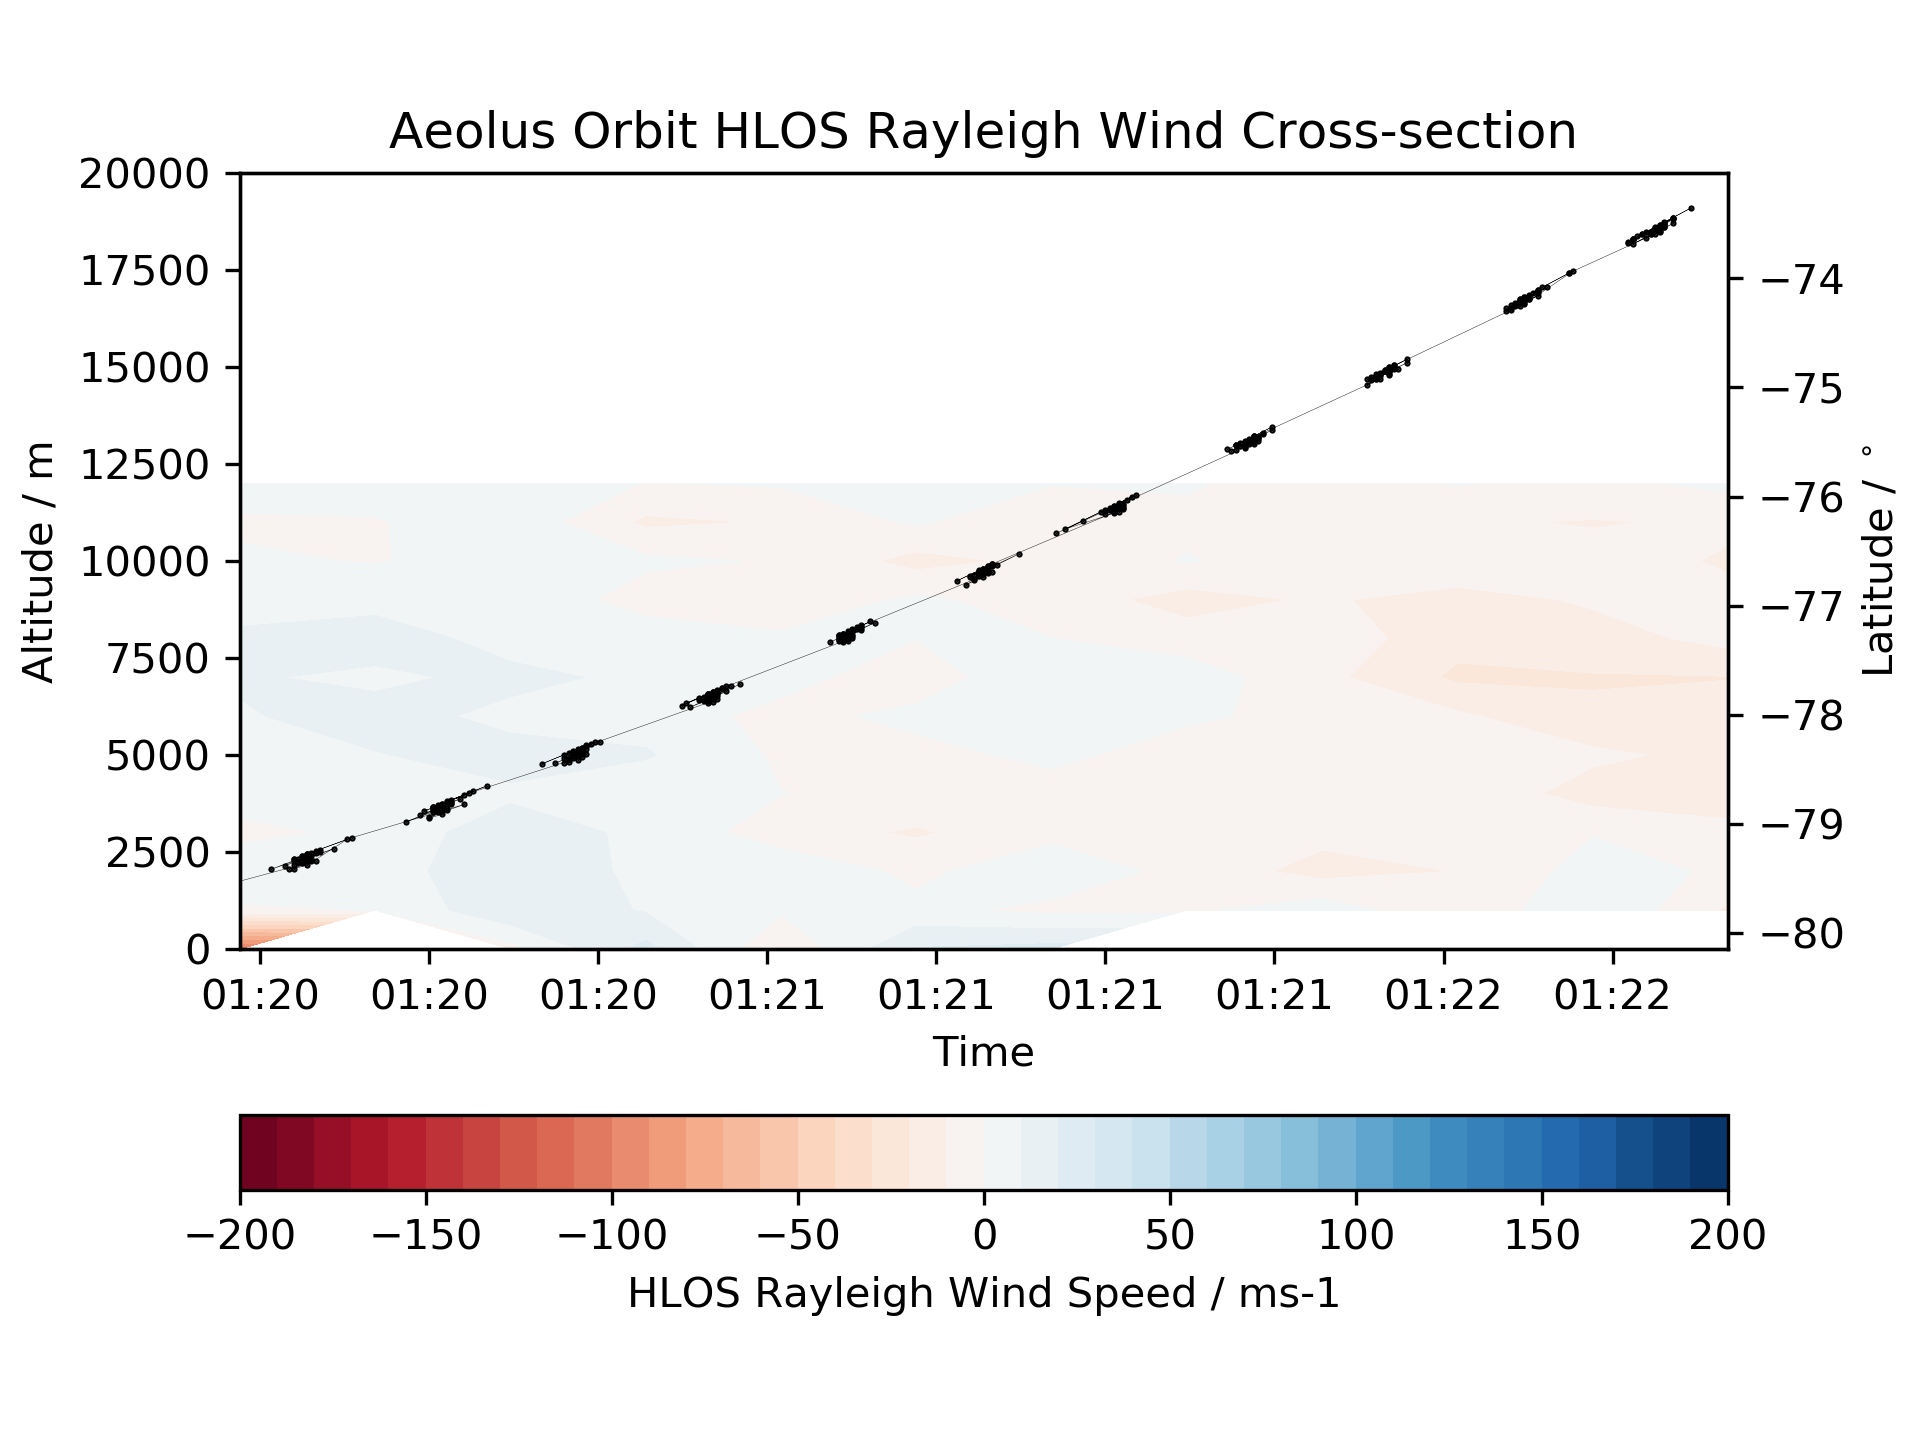 Aeolus Orbit HLOS Rayleigh Wind Cross-section
20000
17500
15000
12500
10000
7500
5000
2500
0
Altitude / m
−74
−75
−76
−77
−78
−79
−80
Latitude / °
01:20 01:20 01:20 01:21 01:21 01:21 01:21 01:22 01:22
Time
−200 −150 −100 −50 0 50 100 150 200
HLOS Rayleigh Wind Speed / ms-1